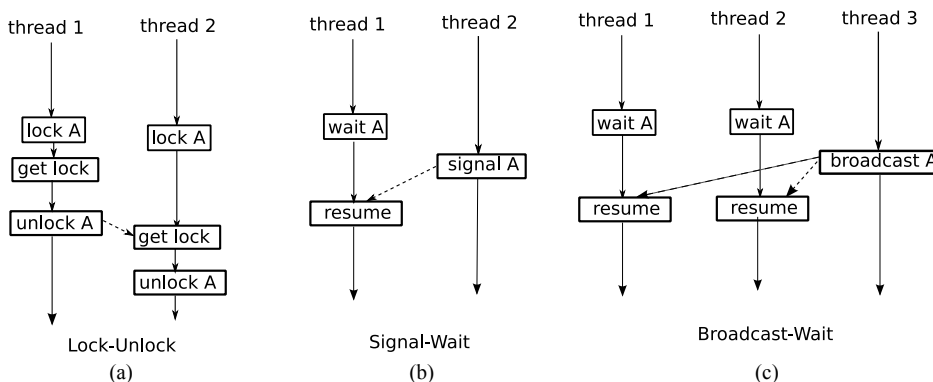 thread 1
thread 2
lock A
lock A
get lock
unlock A
get lock
unlock A
Lock-Unlock
(a)
thread 1
thread 2
wait A
signal A
resume
Signal-Wait
(b)
thread 1
thread 2
thread 3
wait A
wait A
broadcast A
resume
resume
Broadcast-Wait
(c)